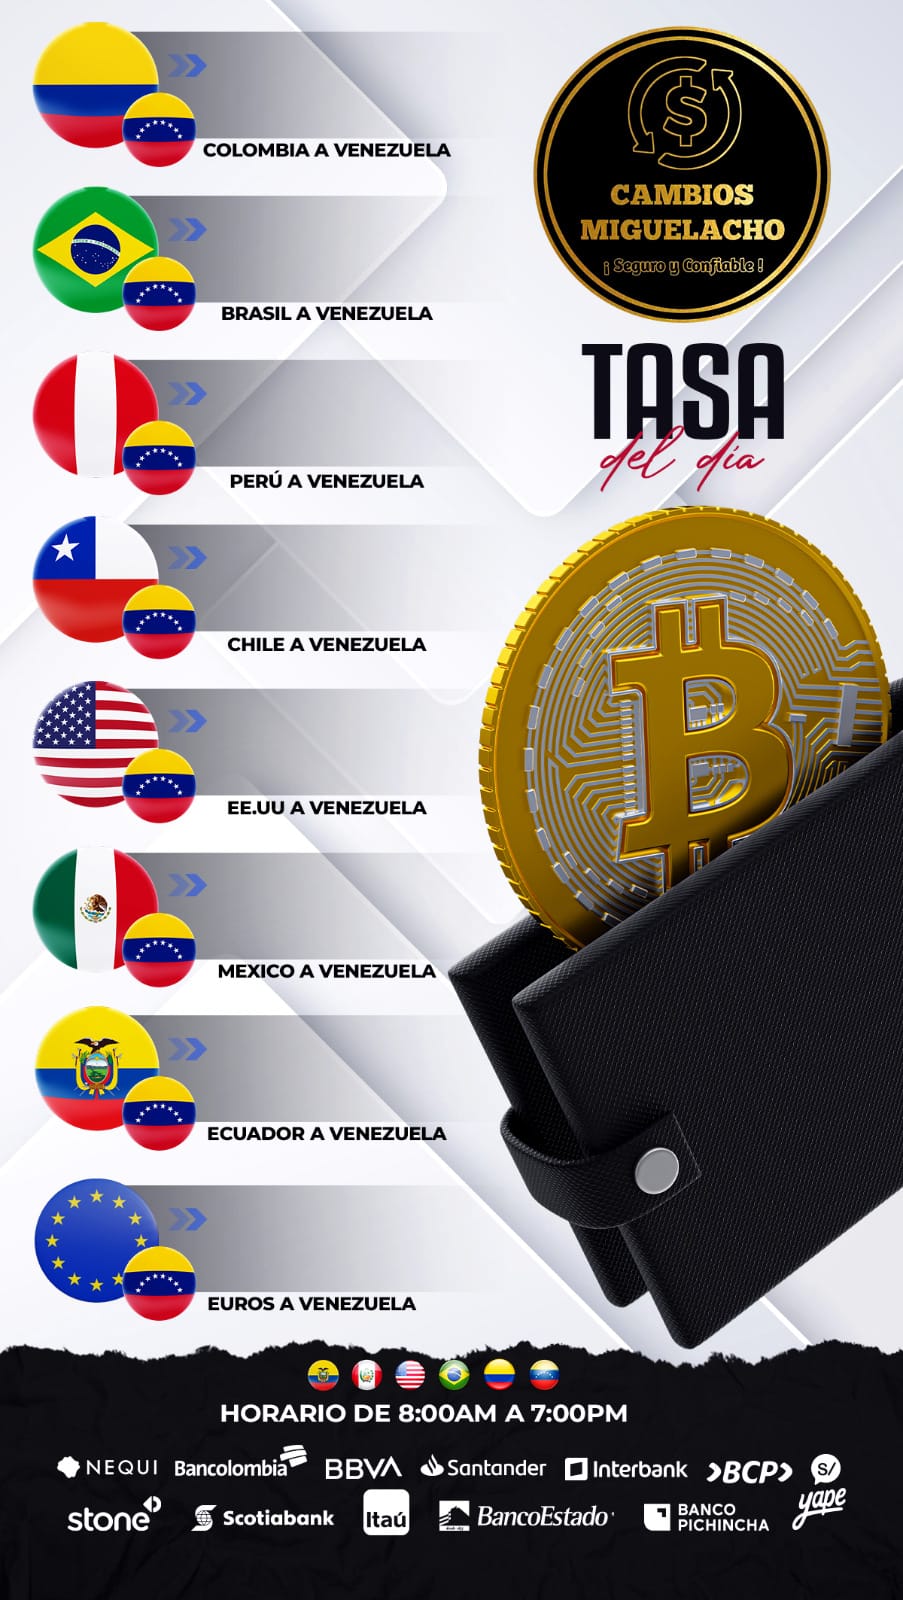 COLOMBIA A VENEZUELA
BRASIL A VENEZUELA
PERÚ A VENEZUELA
CHILE A VENEZUELA
EE.UU A VENEZUELA
MEXICO A VENEZUELA
ECUADOR A VENEZUELA
EUROS A VENEZUELA
$
CAMBIOS
MIGUELACHO
¡ Seguro y Confiable !
TASA
del día
HORARIO DE 8:00AM A 7:00PM
NEQUI Bancolombia BBVA Santander Interbank BCP S/ yape
stone Scotiabank Itaú BancoEstado BANCO PICHINCHA